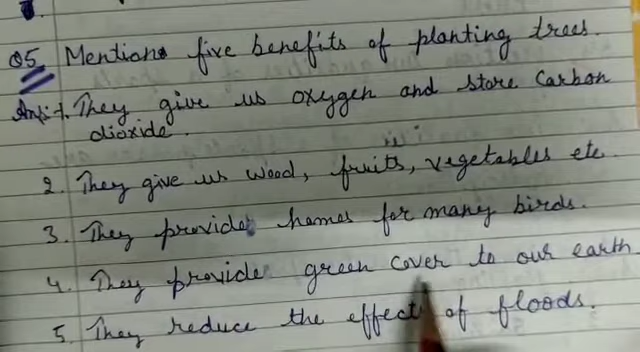 Q5 Mention five benefits of planting trees.
Ans:- 1. They give us oxygen and store Carbon
dioxide.
2. They give us wood, fruits, vegetables etc.
3. They provide homes for many birds.
4. They provide green cover to our earth.
5. They reduce the effect of floods.